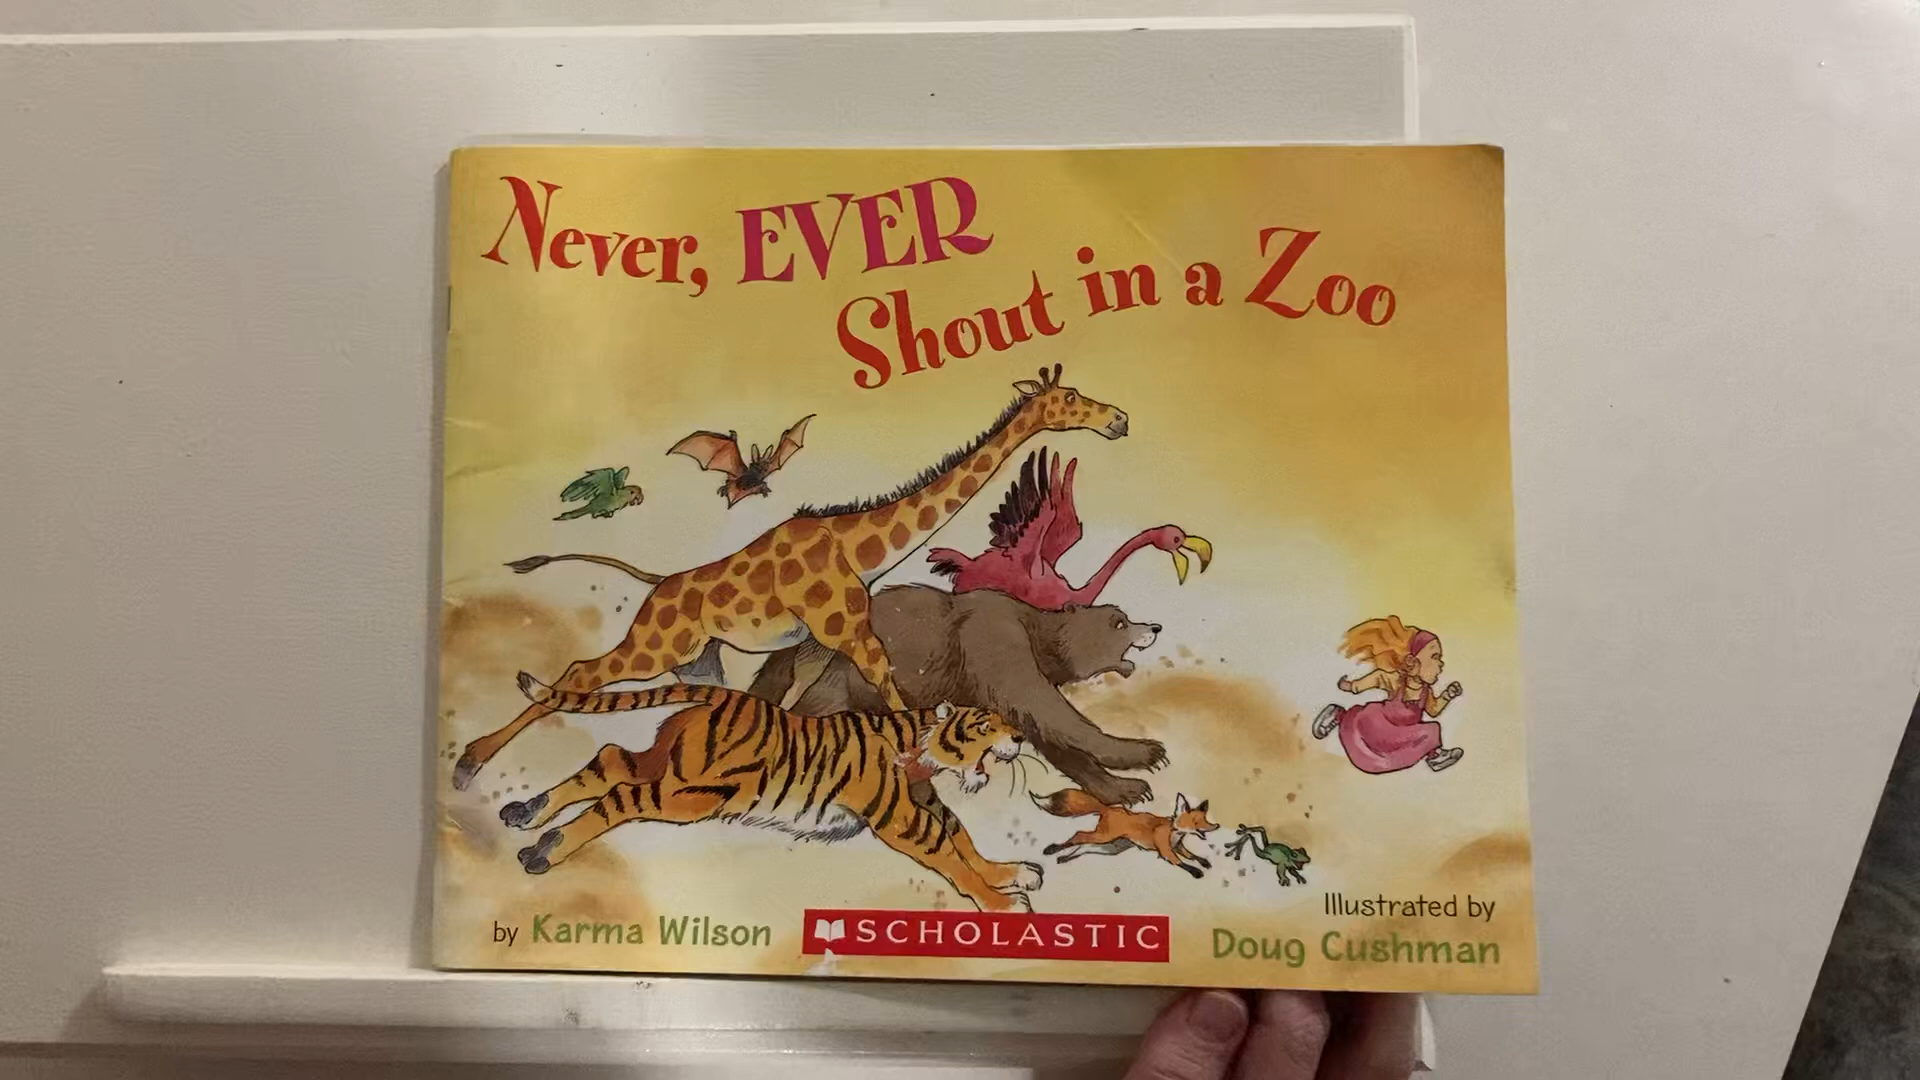 Never, EVER
Shout in a Zoo
by Karma Wilson
SCHOLASTIC
Illustrated by
Doug Cushman